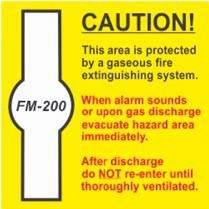 CAUTION!
This area is protected
by a gaseous fire
extinguishing system.
FM-200
When alarm sounds
or upon gas discharge
evacuate hazard area
immediately.
After discharge
do NOT re-enter until
thoroughly ventilated.